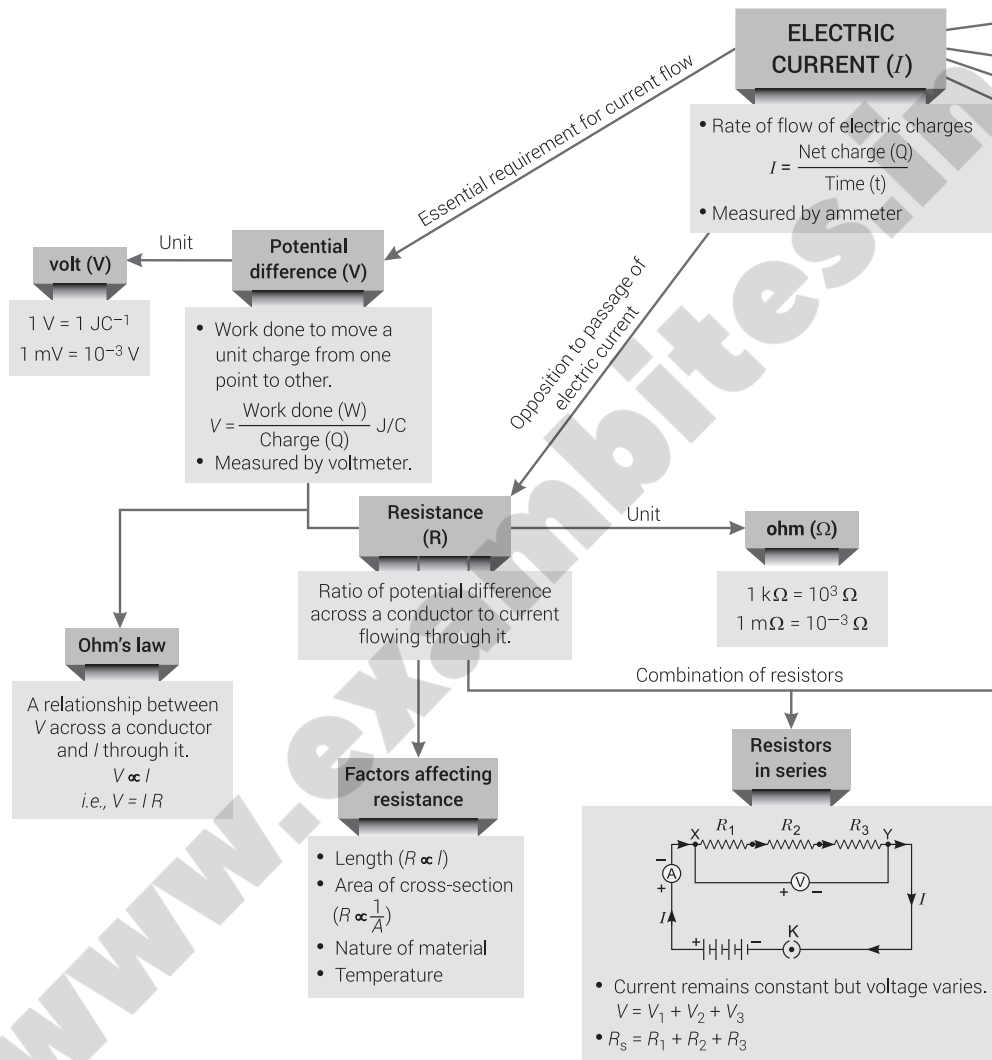 ELECTRIC
CURRENT (I)
• Rate of flow of electric charges
I = Net charge (Q) / Time (t)
• Measured by ammeter
Essential requirement for current flow
Potential
difference (V)
Unit
volt (V)
1 V = 1 JC⁻¹
1 mV = 10⁻³ V
• Work done to move a
unit charge from one
point to other.
V = Work done (W) / Charge (Q) J/C
• Measured by voltmeter.
Opposition to passage of
electric current
Resistance
(R)
Unit
ohm (Ω)
1 kΩ = 10³ Ω
1 mΩ = 10⁻³ Ω
Ratio of potential difference
across a conductor to current
flowing through it.
Ohm's law
A relationship between
V across a conductor
and I through it.
V ∝ I
i.e., V = I R
Factors affecting
resistance
• Length (R ∝ l)
• Area of cross-section
(R ∝ 1/A)
• Nature of material
• Temperature
Combination of resistors
Resistors
in series
X R₁ R₂ R₃ Y
− A +
+ V −
I
I
+ − K
• Current remains constant but voltage varies.
V = V₁ + V₂ + V₃
• Rₛ = R₁ + R₂ + R₃
www.exambites.in